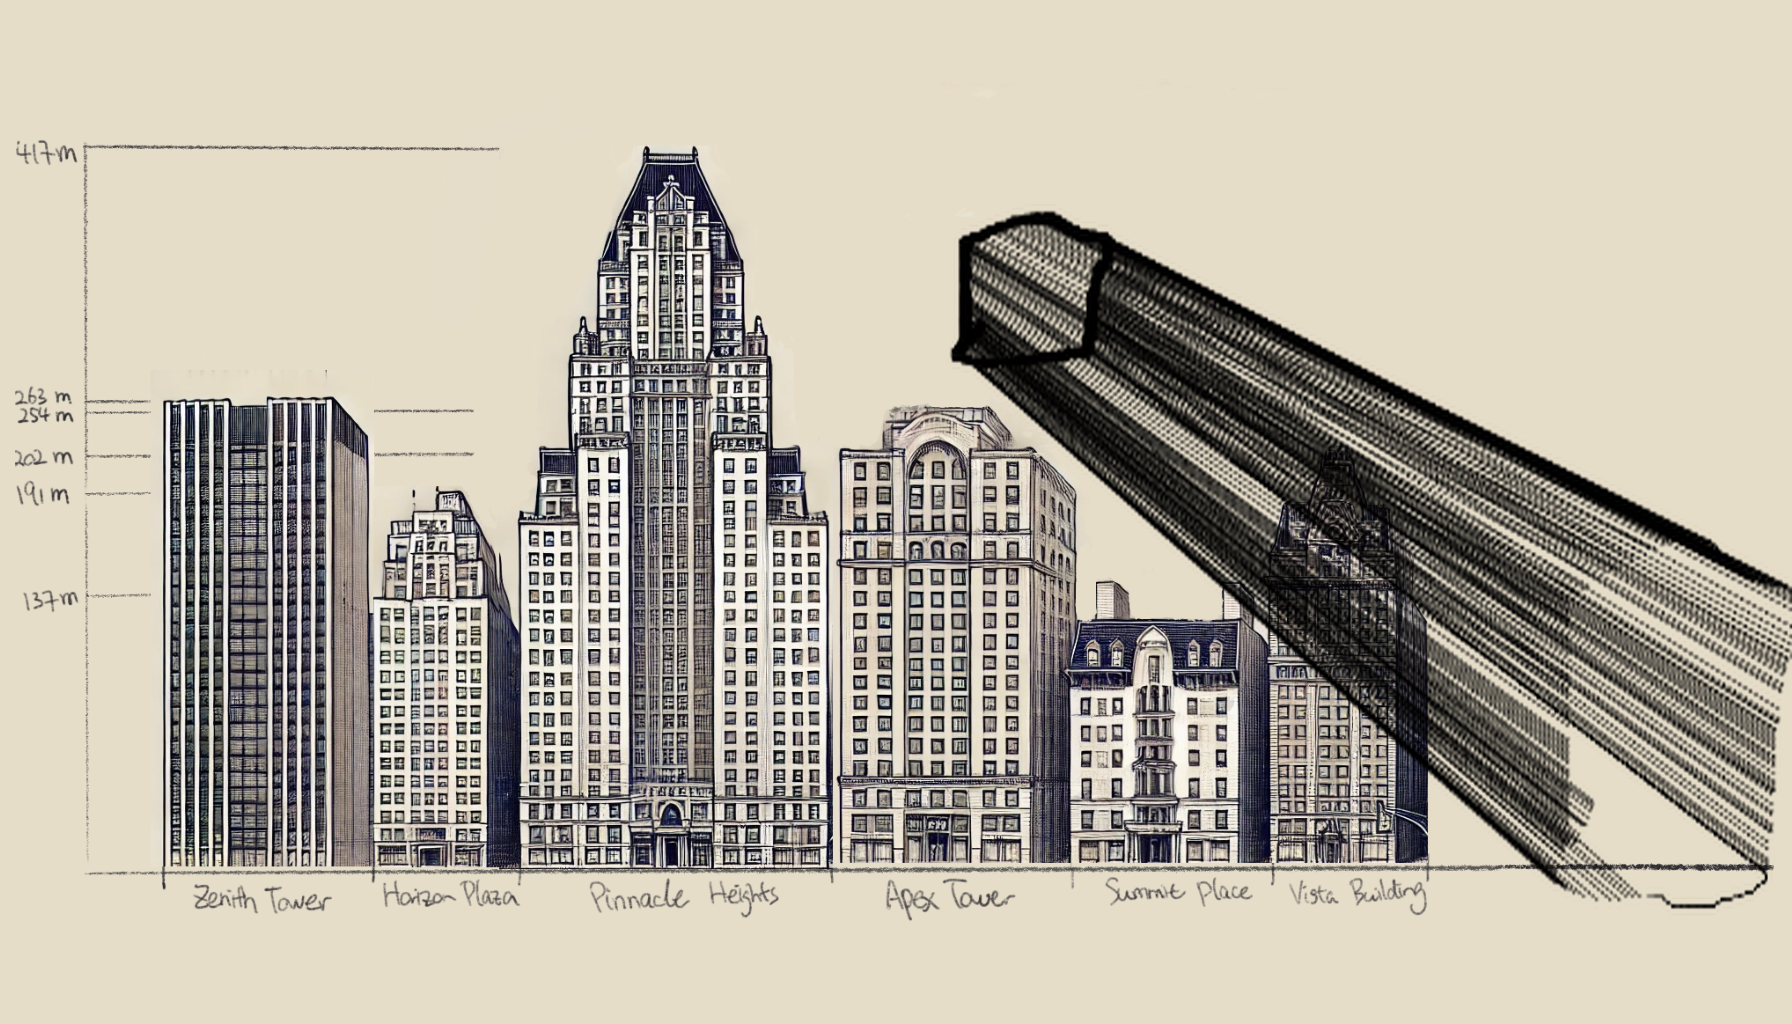 417m
263 m
254 m
202 m
191 m
137m
Zenith Tower
Horizon Plaza
Pinnacle Heights
Apex Tower
Summit Place
Vista Building